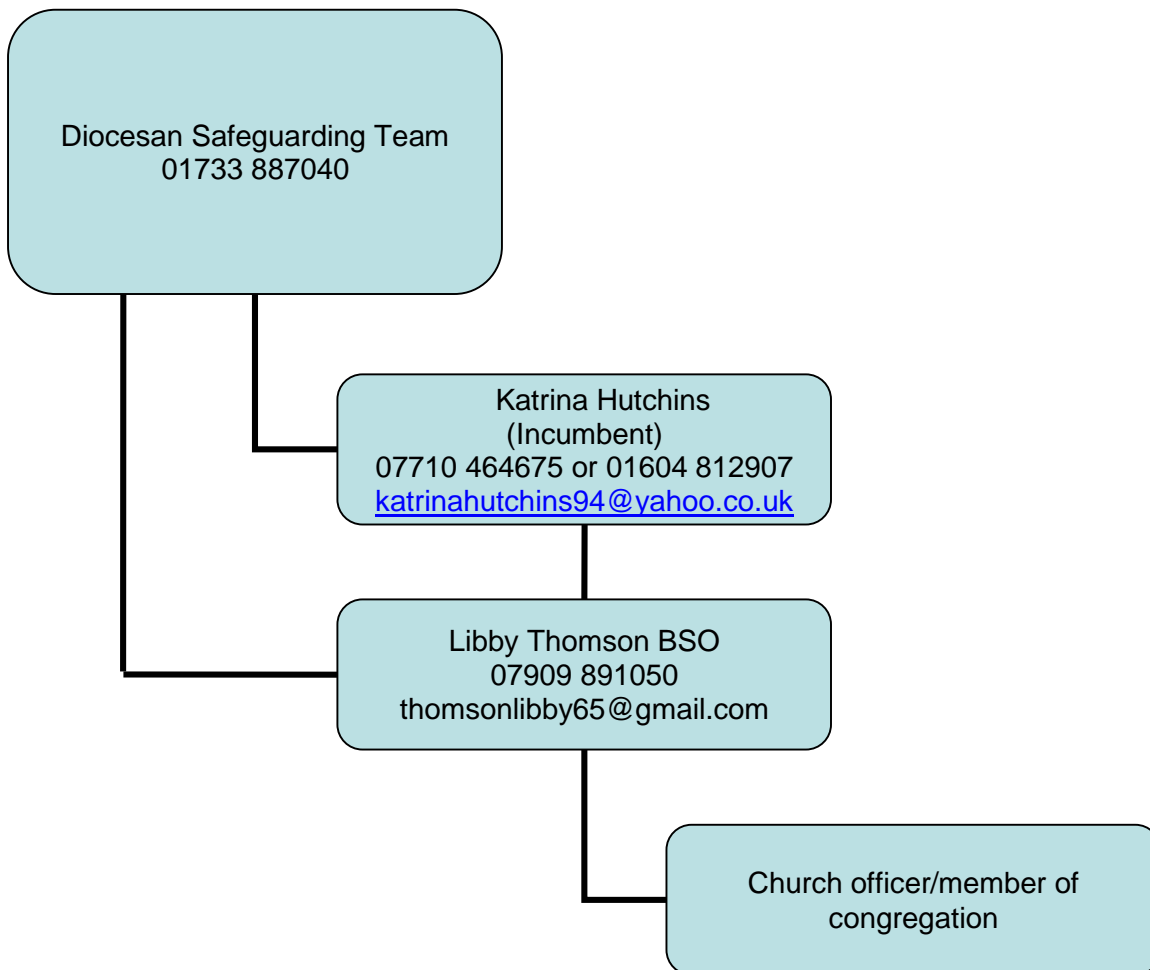 Diocesan Safeguarding Team
01733 887040
Katrina Hutchins
(Incumbent)
07710 464675 or 01604 812907
katrinahutchins94@yahoo.co.uk
Libby Thomson BSO
07909 891050
thomsonlibby65@gmail.com
Church officer/member of
congregation